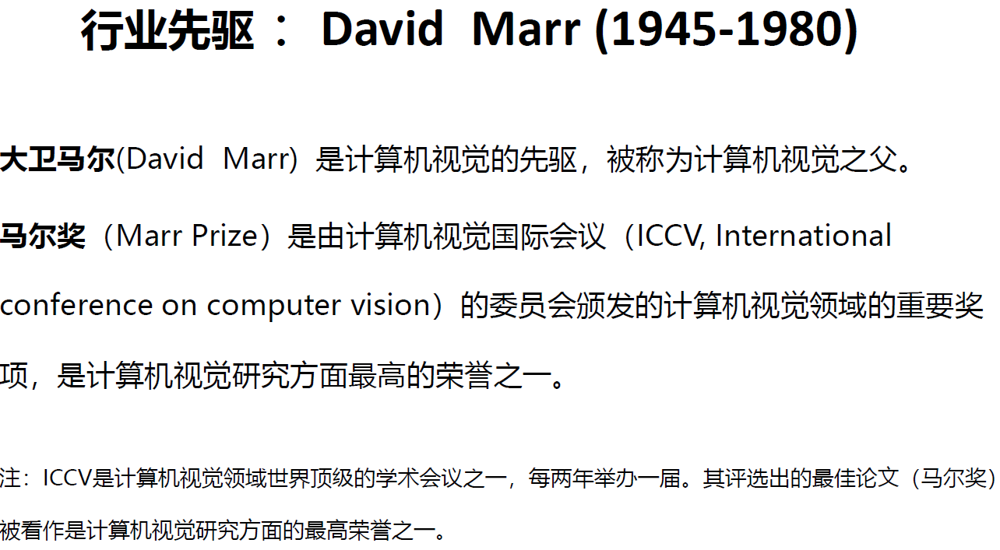 行业先驱 ： David Marr (1945-1980)
大卫马尔(David Marr) 是计算机视觉的先驱，被称为计算机视觉之父。
马尔奖（Marr Prize）是由计算机视觉国际会议（ICCV, International
conference on computer vision）的委员会颁发的计算机视觉领域的重要奖
项，是计算机视觉研究方面最高的荣誉之一。
注：ICCV是计算机视觉领域世界顶级的学术会议之一，每两年举办一届。其评选出的最佳论文（马尔奖）
被看作是计算机视觉研究方面的最高荣誉之一。